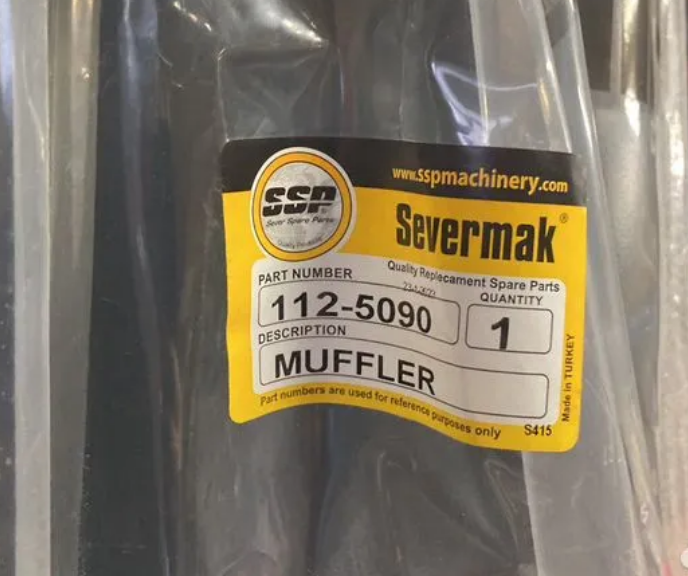 www.sspmachinery.com
SSP
Sever Spare Parts
Severmak®
Quality Replecament Spare Parts
PART NUMBER
QUANTITY
112-5090
1
DESCRIPTION
MUFFLER
Part numbers are used for reference purposes only
S415
Made in TURKEY